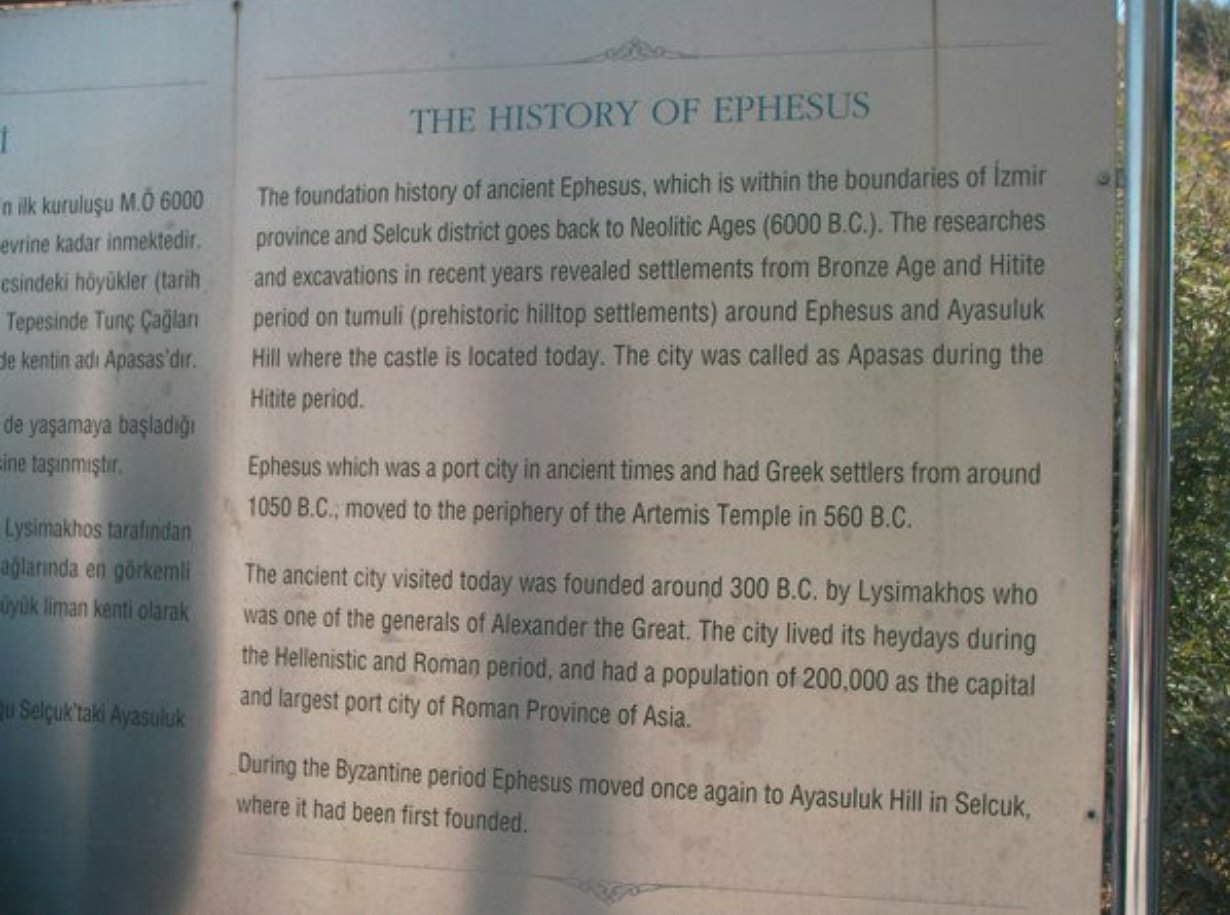 İ
n ilk kuruluşu M.Ö 6000
evrine kadar inmektedir.
esindeki höyükler (tarih
Tepesinde Tunç Çağları
de kentin adı Apasas'dır.
de yaşamaya başladığı
sine taşınmıştır.
Lysimakhos tarafından
ağlarında en görkemli
üyük liman kenti olarak
ğu Selçuk'taki Ayasuluk
THE HISTORY OF EPHESUS
The foundation history of ancient Ephesus, which is within the boundaries of İzmir
province and Selcuk district goes back to Neolitic Ages (6000 B.C.). The researches
and excavations in recent years revealed settlements from Bronze Age and Hitite
period on tumuli (prehistoric hilltop settlements) around Ephesus and Ayasuluk
Hill where the castle is located today. The city was called as Apasas during the
Hitite period.
Ephesus which was a port city in ancient times and had Greek settlers from around
1050 B.C.; moved to the periphery of the Artemis Temple in 560 B.C.
The ancient city visited today was founded around 300 B.C. by Lysimakhos who
was one of the generals of Alexander the Great. The city lived its heydays during
the Hellenistic and Roman period, and had a population of 200,000 as the capital
and largest port city of Roman Province of Asia.
During the Byzantine period Ephesus moved once again to Ayasuluk Hill in Selcuk,
where it had been first founded.